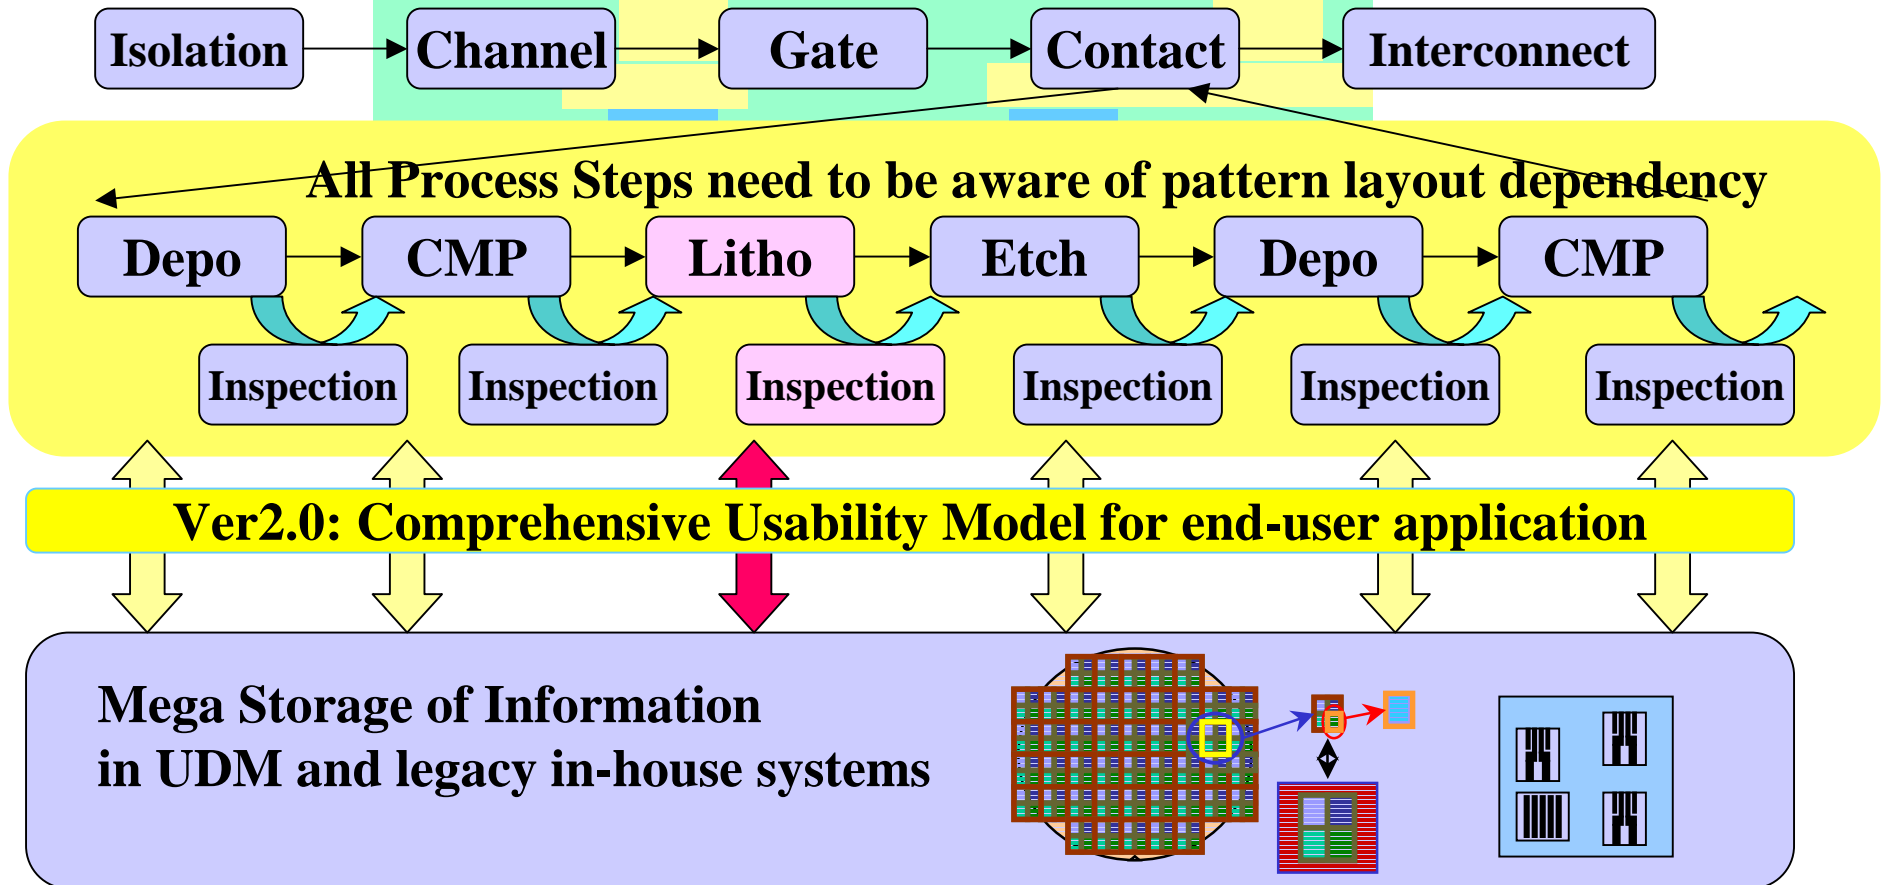 Isolation
Channel
Gate
Contact
Interconnect
All Process Steps need to be aware of pattern layout dependency
Depo
CMP
Litho
Etch
Depo
CMP
Inspection
Inspection
Inspection
Inspection
Inspection
Inspection
Ver2.0: Comprehensive Usability Model for end-user application
Mega Storage of Information
in UDM and legacy in-house systems